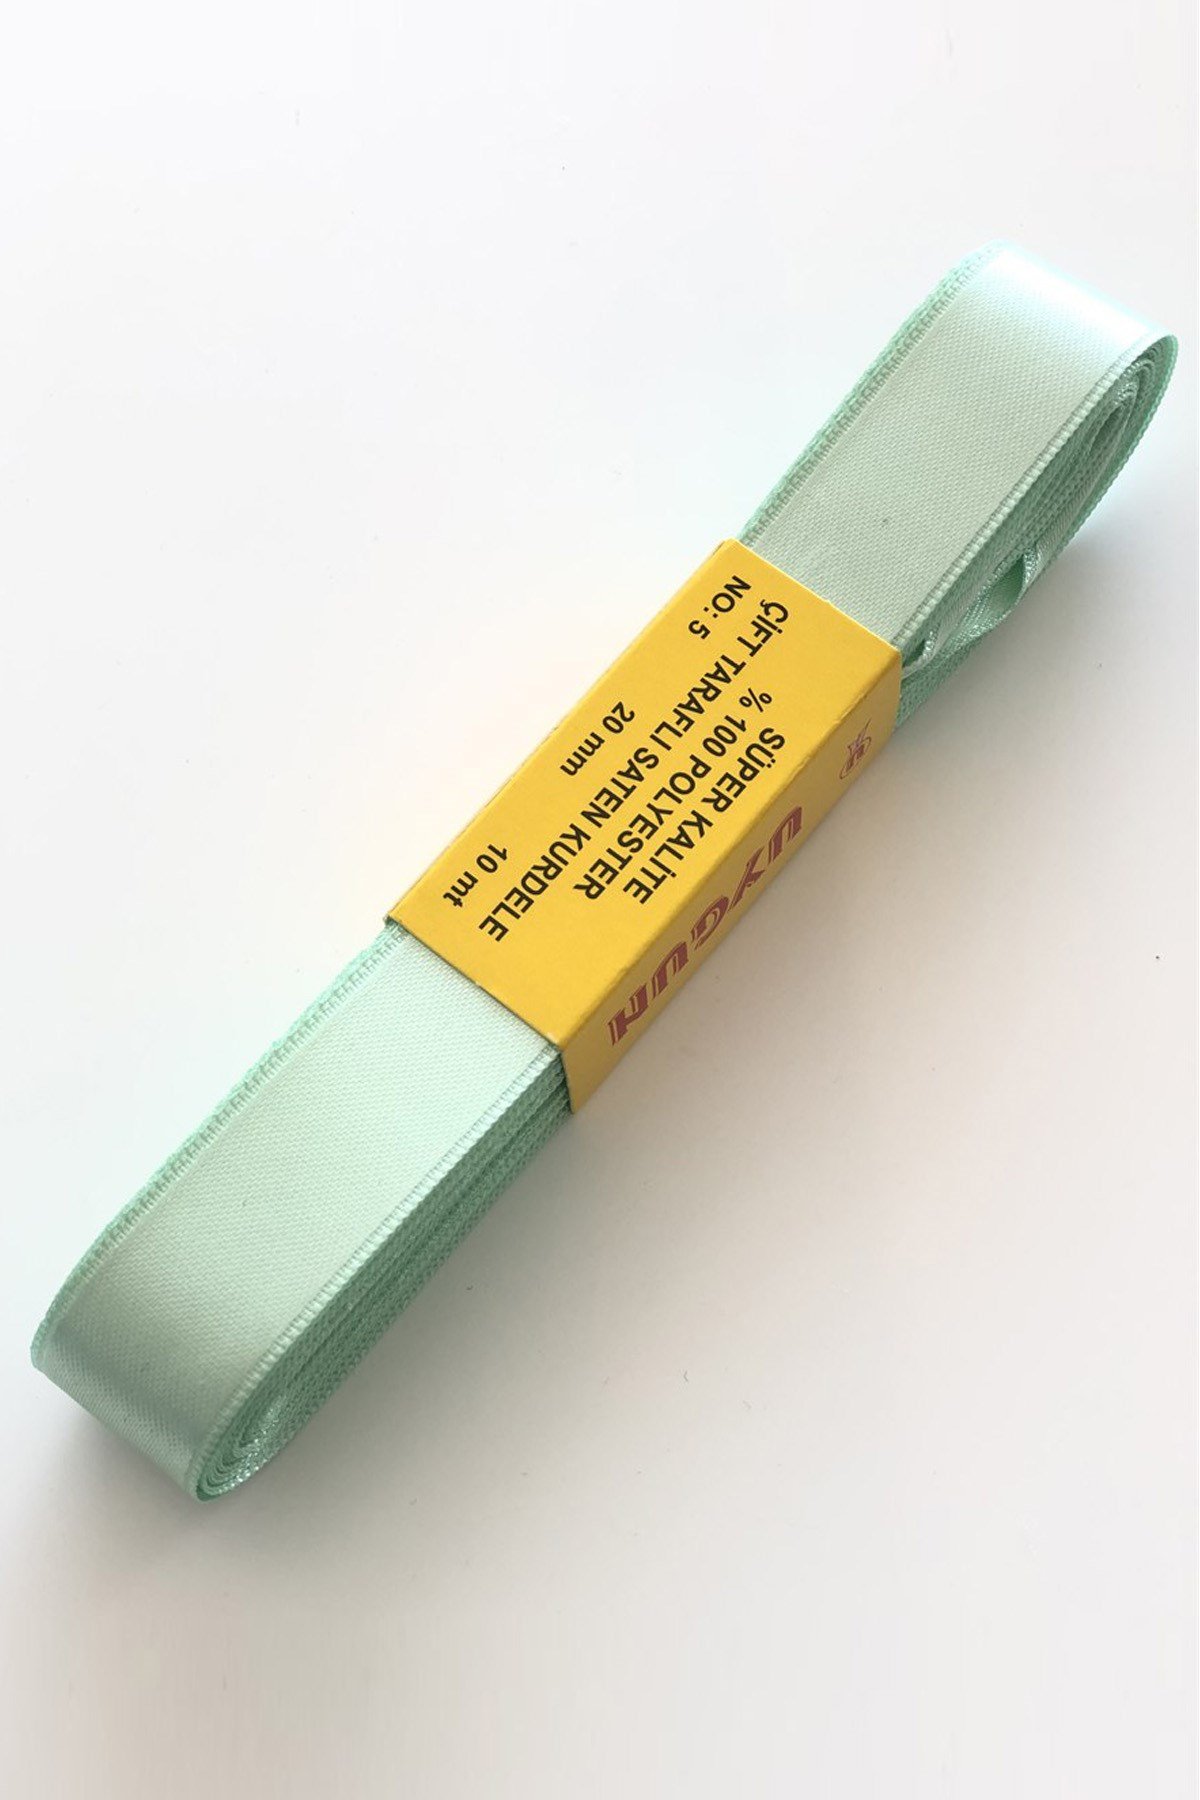 SÜPER KALİTE
% 100 POLYESTER
ÇİFT TARAFLI SATEN KURDELE
NO: 5 20 mm 10 mt
UYGUN